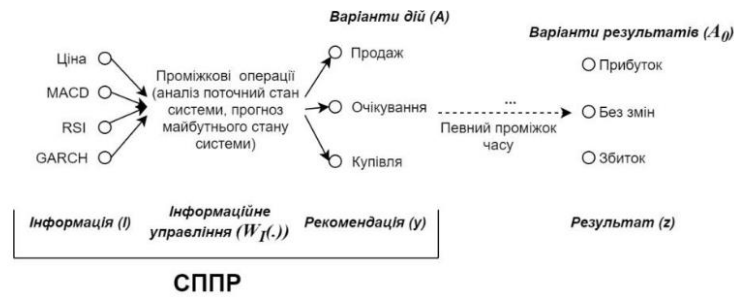 Варіанти дій (A)
Варіанти результатів (A₀)
Ціна
MACD
RSI
GARCH
Проміжкові операції
(аналіз поточний стан
системи, прогноз
майбутнього стану
системи)
Продаж
Очікування
Купівля
...
Певний проміжок
часу
Прибуток
Без змін
Збиток
Інформація (I)
Інформаційне
управління (W_I(.))
Рекомендація (y)
Результат (z)
СППР